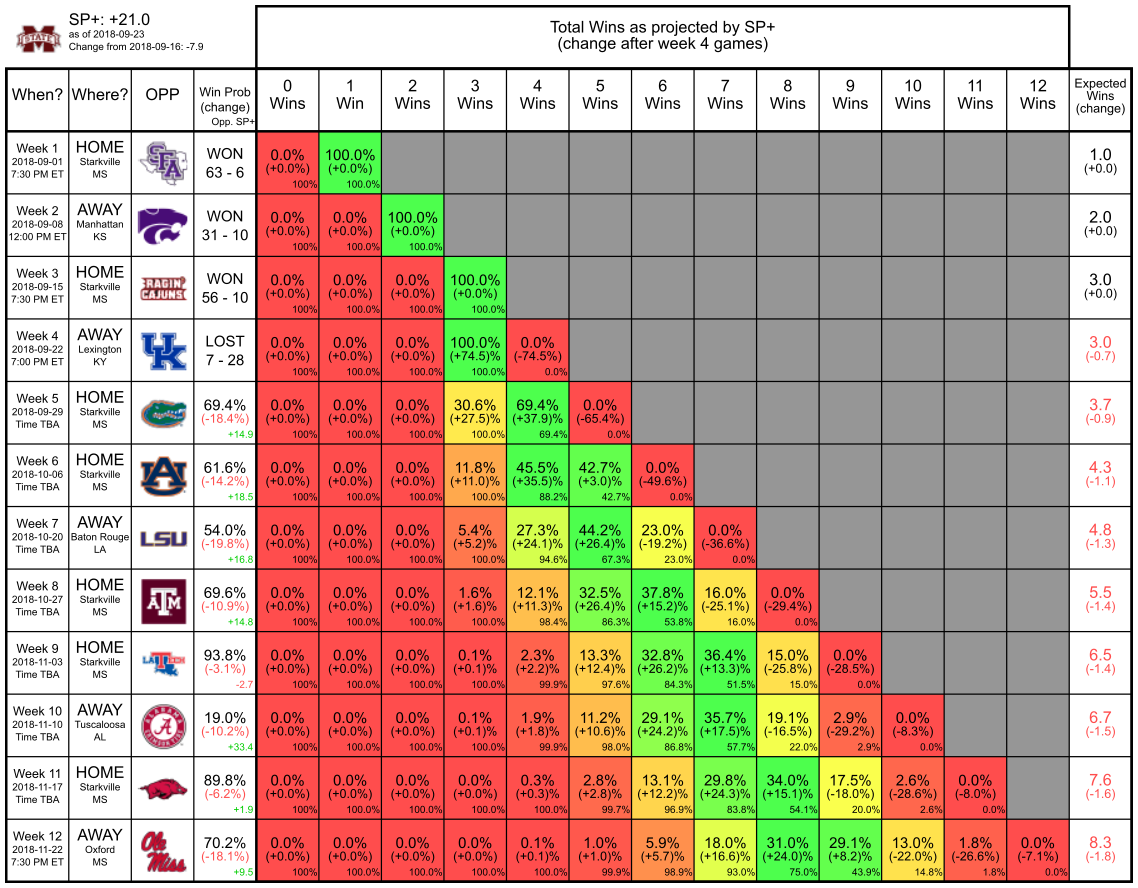 STATE
SP+: +21.0
as of 2018-09-23
Change from 2018-09-16: -7.9
Total Wins as projected by SP+
(change after week 4 games)
When? Where? OPP Win Prob (change) Opp. SP+ 0 Wins 1 Win 2 Wins 3 Wins 4 Wins 5 Wins 6 Wins 7 Wins 8 Wins 9 Wins 10 Wins 11 Wins 12 Wins Expected Wins (change)
Week 1 HOME SFA WON 0.0% 100.0% 1.0
2018-09-01 Starkville 63 - 6 (+0.0%) (+0.0%) (+0.0)
7:30 PM ET MS 100% 100.0%
Week 2 AWAY WON 0.0% 0.0% 100.0% 2.0
2018-09-08 Manhattan 31 - 10 (+0.0%) (+0.0%) (+0.0%) (+0.0)
12:00 PM ET KS 100% 100.0% 100.0%
Week 3 HOME RAGIN' WON 0.0% 0.0% 0.0% 100.0% 3.0
2018-09-15 Starkville CAJUNS 56 - 10 (+0.0%) (+0.0%) (+0.0%) (+0.0%) (+0.0)
7:30 PM ET MS 100% 100.0% 100.0% 100.0%
Week 4 AWAY UK LOST 0.0% 0.0% 0.0% 100.0% 0.0% 3.0
2018-09-22 Lexington 7 - 28 (+0.0%) (+0.0%) (+0.0%) (+74.5)% (-74.5%) (-0.7)
7:00 PM ET KY 100% 100.0% 100.0% 100.0% 0.0%
Week 5 HOME 69.4% 0.0% 0.0% 0.0% 30.6% 69.4% 0.0% 3.7
2018-09-29 Starkville (-18.4%) (+0.0%) (+0.0%) (+0.0%) (+27.5)% (+37.9)% (-65.4%) (-0.9)
Time TBA MS +14.9 100% 100.0% 100.0% 100.0% 69.4% 0.0%
Week 6 HOME AU 61.6% 0.0% 0.0% 0.0% 11.8% 45.5% 42.7% 0.0% 4.3
2018-10-06 Starkville (-14.2%) (+0.0%) (+0.0%) (+0.0%) (+11.0)% (+35.5)% (+3.0)% (-49.6%) (-1.1)
Time TBA MS +18.5 100% 100.0% 100.0% 100.0% 88.2% 42.7% 0.0%
Week 7 AWAY LSU 54.0% 0.0% 0.0% 0.0% 5.4% 27.3% 44.2% 23.0% 0.0% 4.8
2018-10-20 Baton Rouge (-19.8%) (+0.0%) (+0.0%) (+0.0%) (+5.2)% (+24.1)% (+26.4)% (-19.2%) (-36.6%) (-1.3)
Time TBA LA +16.8 100% 100.0% 100.0% 100.0% 94.6% 67.3% 23.0% 0.0%
Week 8 HOME ATM 69.6% 0.0% 0.0% 0.0% 1.6% 12.1% 32.5% 37.8% 16.0% 0.0% 5.5
2018-10-27 Starkville (-10.9%) (+0.0%) (+0.0%) (+0.0%) (+1.6)% (+11.3)% (+26.4)% (+15.2)% (-25.1%) (-29.4%) (-1.4)
Time TBA MS +14.8 100% 100.0% 100.0% 100.0% 98.4% 86.3% 53.8% 16.0% 0.0%
Week 9 HOME LA TECH 93.8% 0.0% 0.0% 0.0% 0.1% 2.3% 13.3% 32.8% 36.4% 15.0% 0.0% 6.5
2018-11-03 Starkville (-3.1%) (+0.0%) (+0.0%) (+0.0%) (+0.1)% (+2.2)% (+12.4)% (+26.2)% (+13.3)% (-25.8%) (-28.5%) (-1.4)
Time TBA MS -2.7 100% 100.0% 100.0% 100.0% 99.9% 97.6% 84.3% 51.5% 15.0% 0.0%
Week 10 AWAY ALABAMA A 19.0% 0.0% 0.0% 0.0% 0.1% 1.9% 11.2% 29.1% 35.7% 19.1% 2.9% 0.0% 6.7
2018-11-10 Tuscaloosa (-10.2%) (+0.0%) (+0.0%) (+0.0%) (+0.1)% (+1.8)% (+10.6)% (+24.2)% (+17.5)% (-16.5%) (-29.2%) (-8.3%) (-1.5)
Time TBA AL +33.4 100% 100.0% 100.0% 100.0% 99.9% 98.0% 86.8% 57.7% 22.0% 2.9% 0.0%
Week 11 HOME 89.8% 0.0% 0.0% 0.0% 0.0% 0.3% 2.8% 13.1% 29.8% 34.0% 17.5% 2.6% 0.0% 7.6
2018-11-17 Starkville (-6.2%) (+0.0%) (+0.0%) (+0.0%) (+0.0%) (+0.3)% (+2.8)% (+12.2)% (+24.3)% (+15.1)% (-18.0%) (-28.6%) (-8.0%) (-1.6)
Time TBA MS +1.9 100% 100.0% 100.0% 100.0% 100.0% 99.7% 96.9% 83.8% 54.1% 20.0% 2.6% 0.0%
Week 12 AWAY Ole 70.2% 0.0% 0.0% 0.0% 0.0% 0.1% 1.0% 5.9% 18.0% 31.0% 29.1% 13.0% 1.8% 0.0% 8.3
2018-11-22 Oxford Miss (-18.1%) (+0.0%) (+0.0%) (+0.0%) (+0.0%) (+0.1)% (+1.0)% (+5.7)% (+16.6)% (+24.0)% (+8.2)% (-22.0%) (-26.6%) (-7.1%) (-1.8)
7:30 PM ET MS +9.5 100% 100.0% 100.0% 100.0% 100.0% 99.9% 98.9% 93.0% 75.0% 43.9% 14.8% 1.8% 0.0%